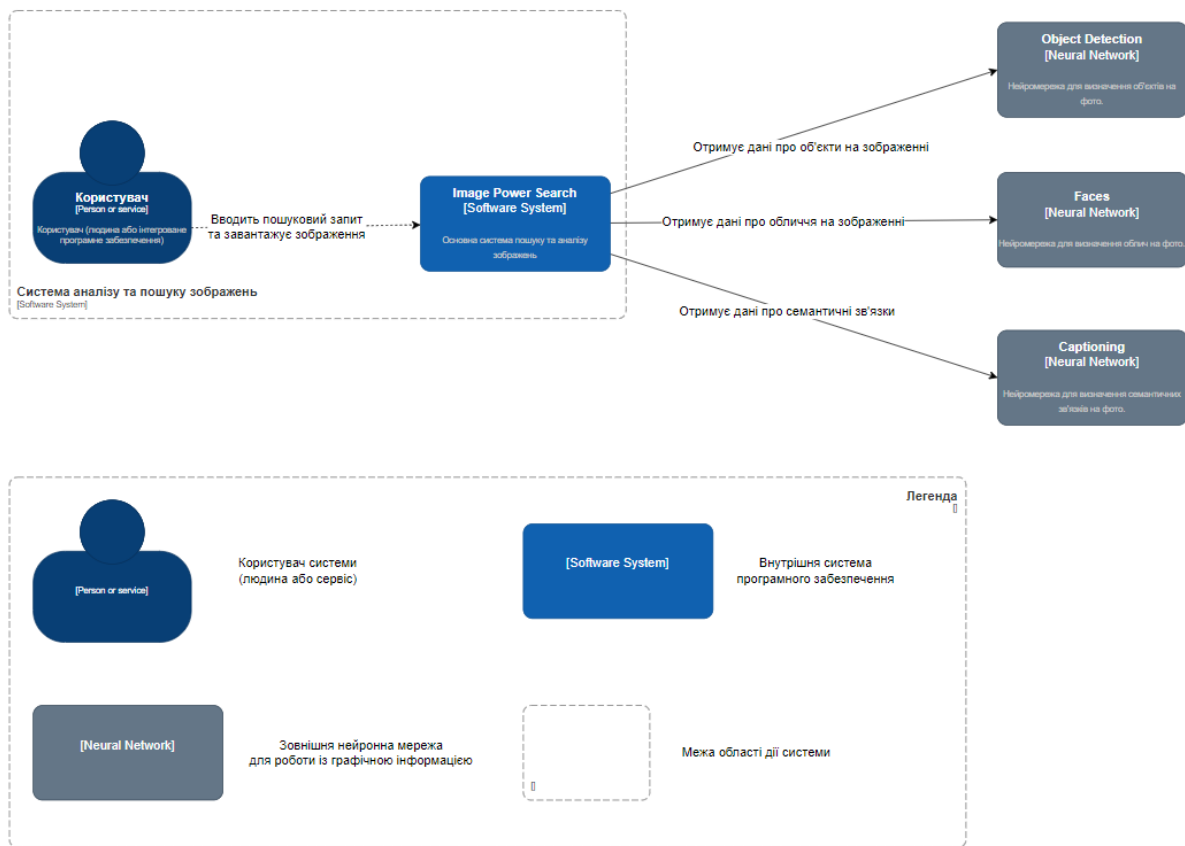 Object Detection
[Neural Network]
Нейромережа для визначення об'єктів на
фото.
Отримує дані про об'єкти на зображенні
Користувач
[Person or service]
Користувач (людина або інтегроване
програмне забезпечення)
Вводить пошуковий запит
та завантажує зображення
Image Power Search
[Software System]
Основна система пошуку та аналізу
зображень
Отримує дані про обличчя на зображенні
Faces
[Neural Network]
Нейромережа для визначення облич на фото.
Система аналізу та пошуку зображень
[Software System]
Отримує дані про семантичні зв'язки
Captioning
[Neural Network]
Нейромережа для визначення семантичних
зв'язків на фото.
Легенда
[]
[Person or service]
Користувач системи
(людина або сервіс)
[Software System]
Внутрішня система
програмного забезпечення
[Neural Network]
Зовнішня нейронна мережа
для роботи із графічною інформацією
[]
Межа області дії системи